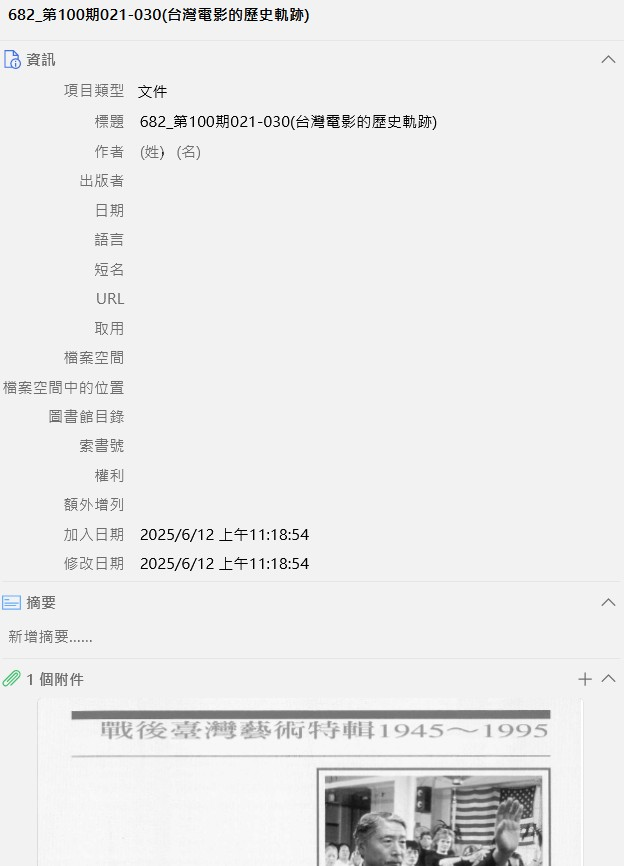 682_第100期021-030(台灣電影的歷史軌跡)
資訊
項目類型 文件
標題 682_第100期021-030(台灣電影的歷史軌跡)
作者 (姓) (名)
出版者
日期
語言
短名
URL
取用
檔案空間
檔案空間中的位置
圖書館目錄
索書號
權利
額外增列
加入日期 2025/6/12 上午11:18:54
修改日期 2025/6/12 上午11:18:54
摘要
新增摘要......
1 個附件
戰後臺灣藝術特輯1945～1995